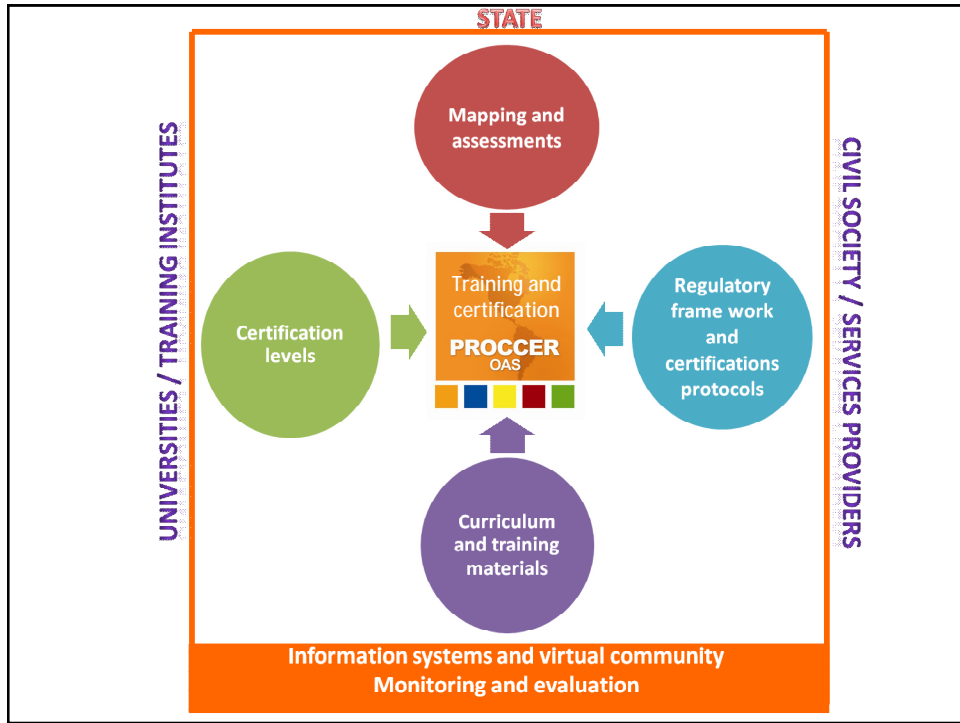 STATE
Mapping and
assessments
UNIVERSITIES / TRAINING INSTITUTES
CIVIL SOCIETY / SERVICES PROVIDERS
Certification
levels
Training and
certification
PROCCER
OAS
Regulatory
frame work
and
certifications
protocols
Curriculum
and training
materials
Information systems and virtual community
Monitoring and evaluation